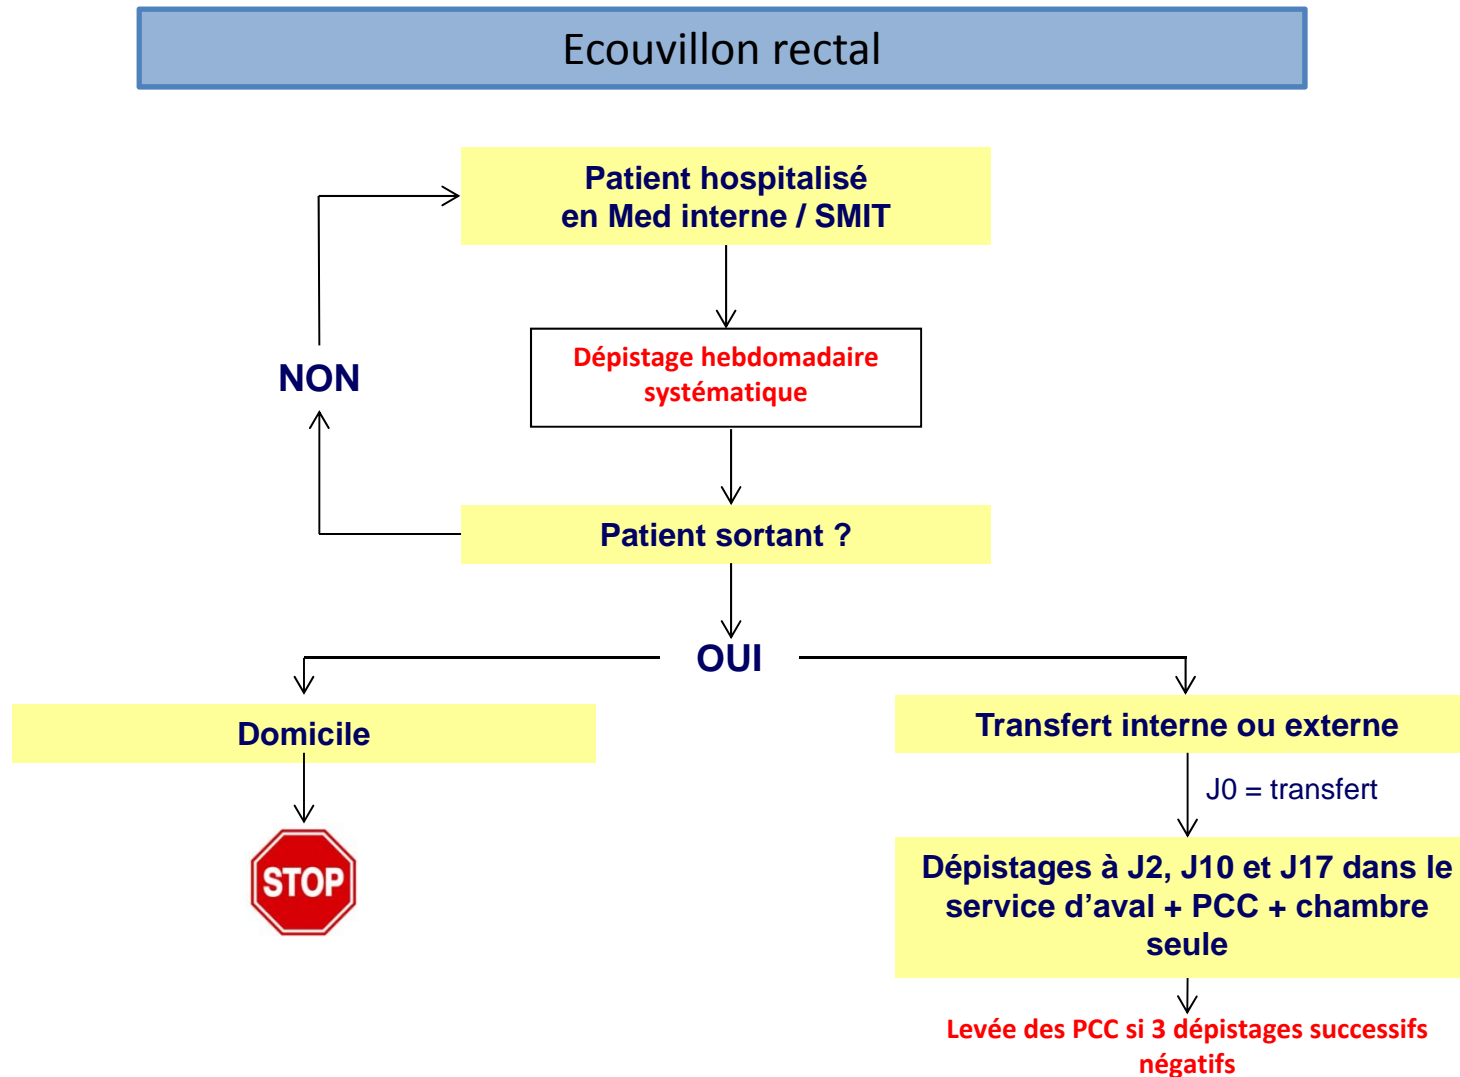 Ecouvillon rectal
Patient hospitalisé
en Med interne / SMIT
Dépistage hebdomadaire
systématique
NON
Patient sortant ?
OUI
Domicile
Transfert interne ou externe
J0 = transfert
STOP
Dépistages à J2, J10 et J17 dans le
service d’aval + PCC + chambre
seule
Levée des PCC si 3 dépistages successifs
négatifs